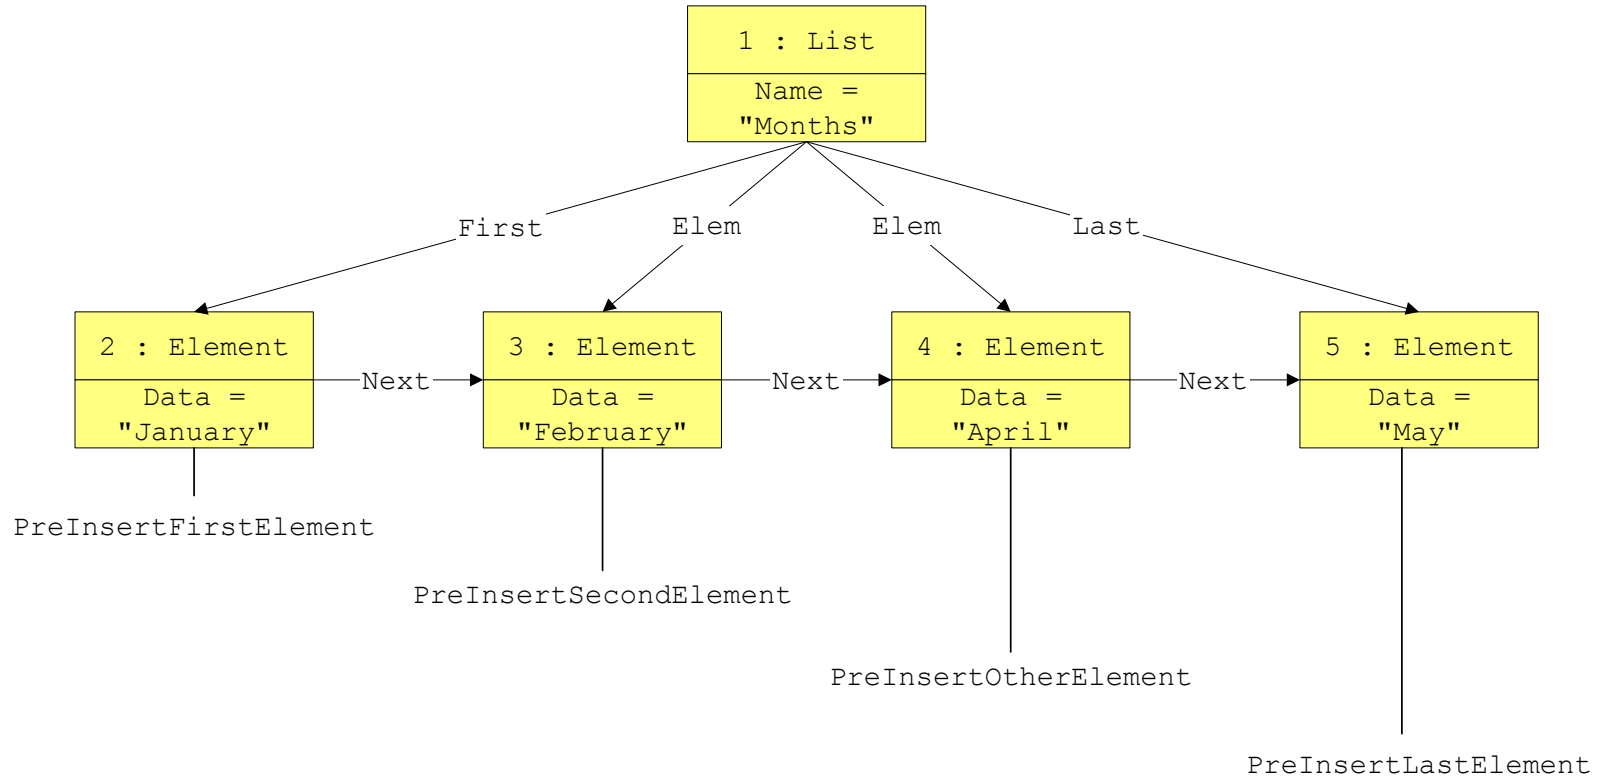 1 : List
Name =
"Months"
First
Elem
Elem
Last
2 : Element
3 : Element
4 : Element
5 : Element
Next
Next
Next
Data =
"January"
Data =
"February"
Data =
"April"
Data =
"May"
PreInsertFirstElement
PreInsertSecondElement
PreInsertOtherElement
PreInsertLastElement